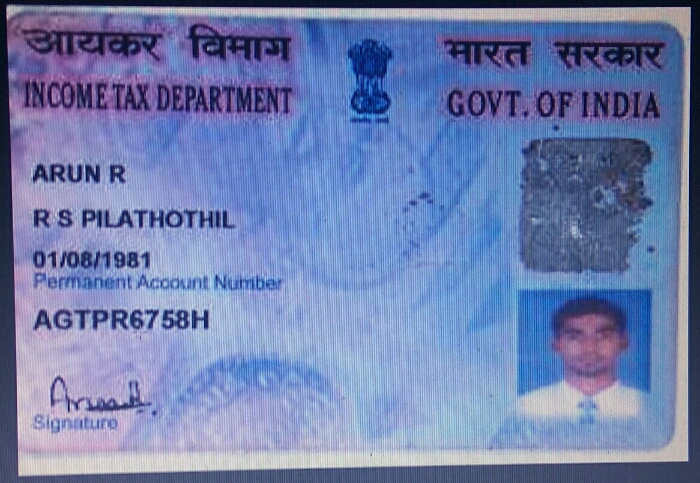 आयकर विभाग
भारत सरकार
INCOME TAX DEPARTMENT
GOVT. OF INDIA
ARUN R
R S PILATHOTHIL
01/08/1981
Permanent Account Number
AGTPR6758H
Signature